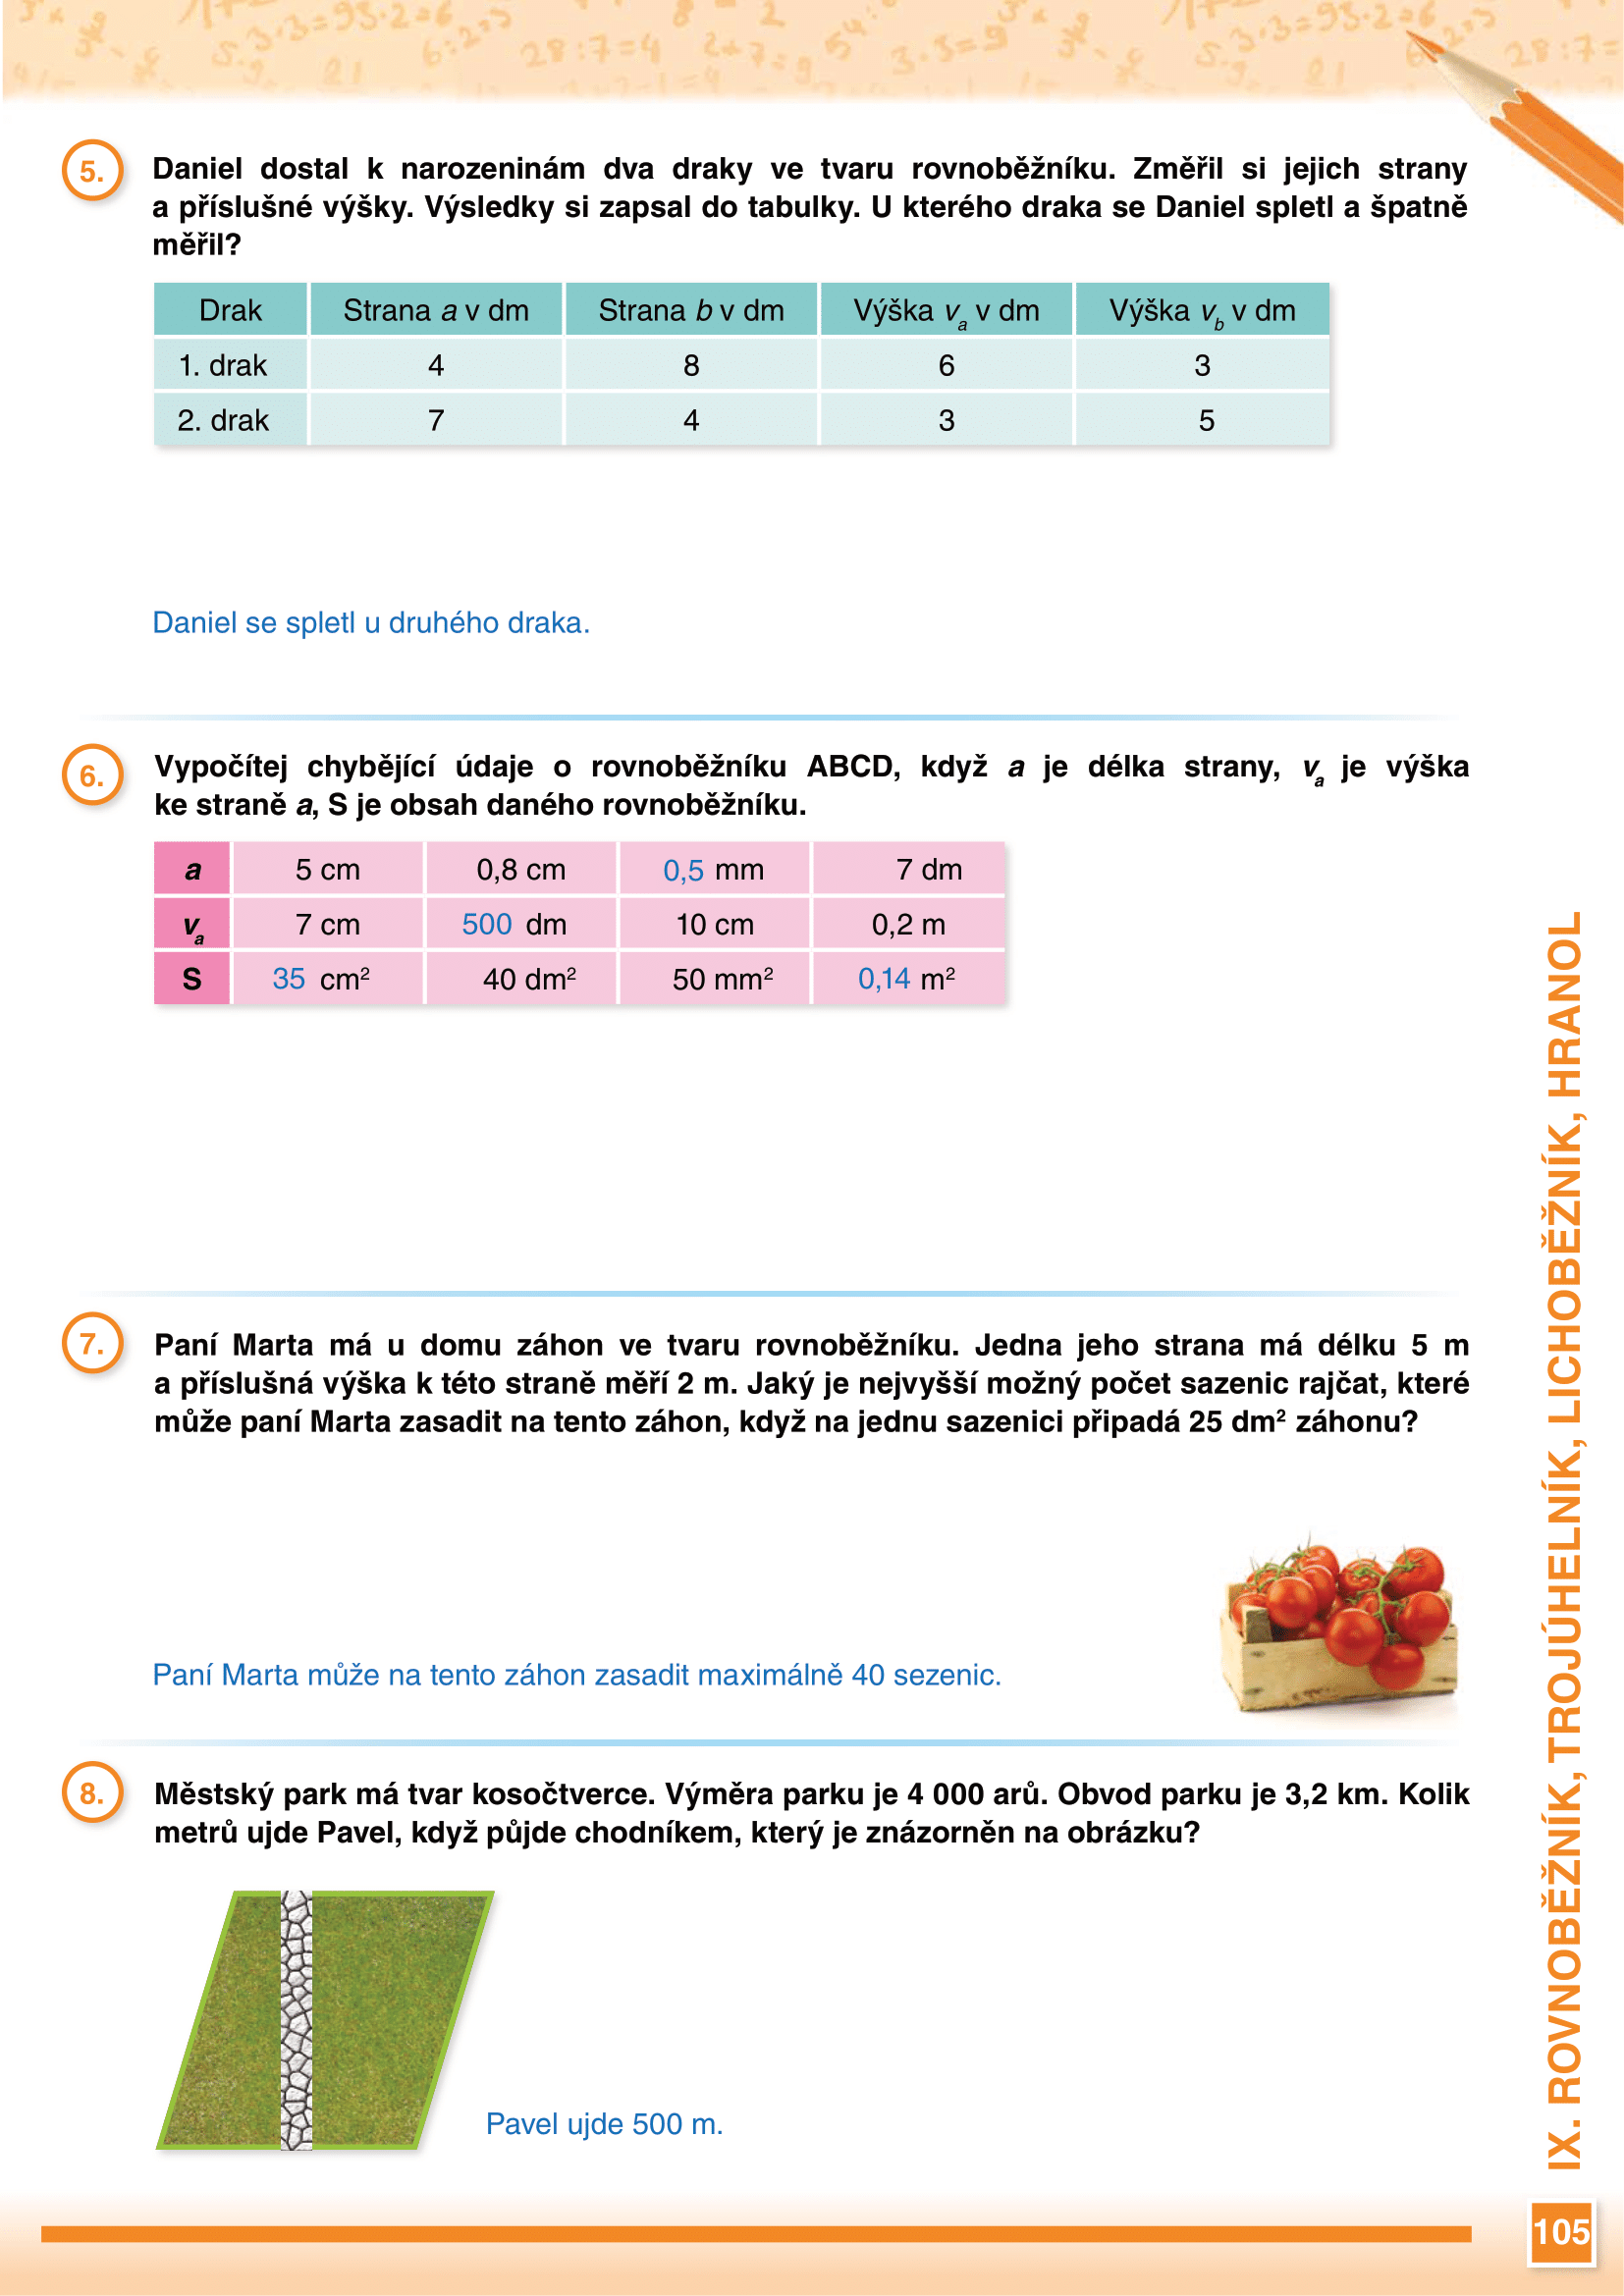 5.
Daniel dostal k narozeninám dva draky ve tvaru rovnoběžníku. Změřil si jejich strany
a příslušné výšky. Výsledky si zapsal do tabulky. U kterého draka se Daniel spletl a špatně
měřil?
Drak Strana a v dm Strana b v dm Výška va v dm Výška vb v dm
1. drak 4 8 6 3
2. drak 7 4 3 5
Daniel se spletl u druhého draka.
6.
Vypočítej chybějící údaje o rovnoběžníku ABCD, když a je délka strany, va je výška
ke straně a, S je obsah daného rovnoběžníku.
a 5 cm 0,8 cm 0,5 mm 7 dm
va 7 cm 500 dm 10 cm 0,2 m
S 35 cm² 40 dm² 50 mm² 0,14 m²
7.
Paní Marta má u domu záhon ve tvaru rovnoběžníku. Jedna jeho strana má délku 5 m
a příslušná výška k této straně měří 2 m. Jaký je nejvyšší možný počet sazenic rajčat, které
může paní Marta zasadit na tento záhon, když na jednu sazenici připadá 25 dm² záhonu?
Paní Marta může na tento záhon zasadit maximálně 40 sezenic.
8.
Městský park má tvar kosočtverce. Výměra parku je 4 000 arů. Obvod parku je 3,2 km. Kolik
metrů ujde Pavel, když půjde chodníkem, který je znázorněn na obrázku?
Pavel ujde 500 m.
IX. ROVNOBĚŽNÍK, TROJÚHELNÍK, LICHOBĚŽNÍK, HRANOL
105